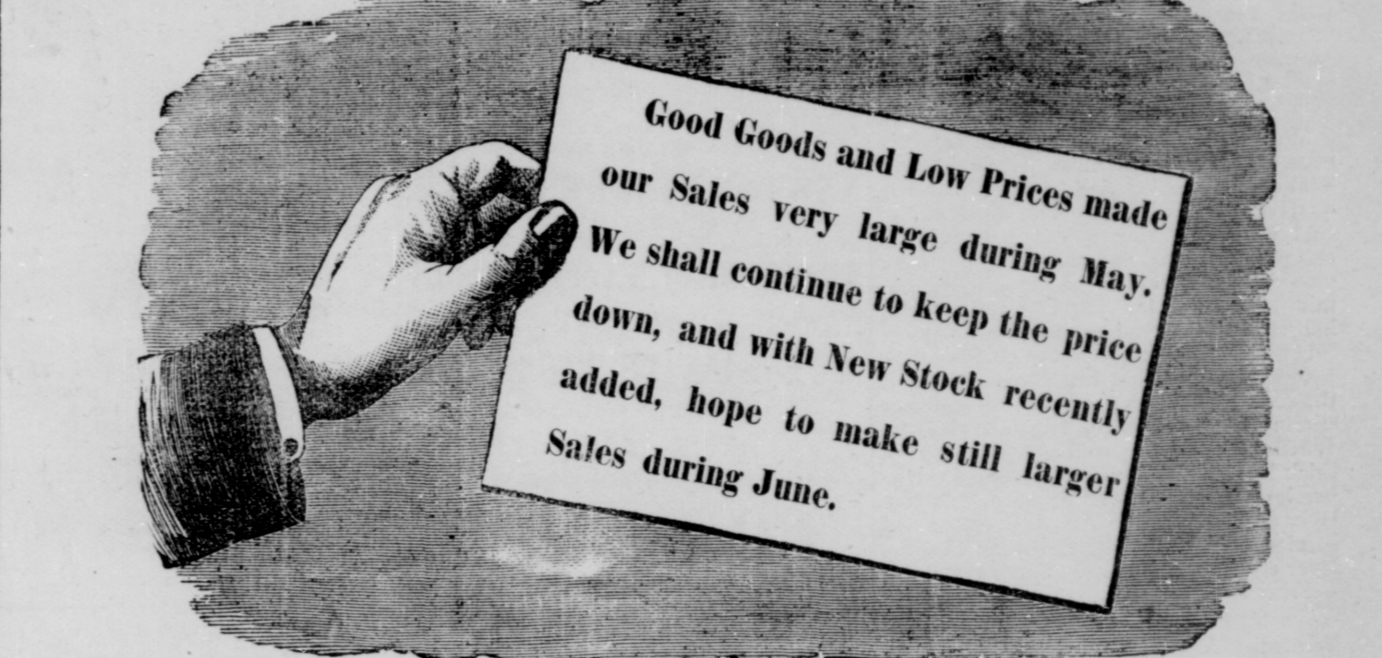 Good Goods and Low Prices made
our Sales very large during May.
We shall continue to keep the price
down, and with New Stock recently
added, hope to make still larger
Sales during June.